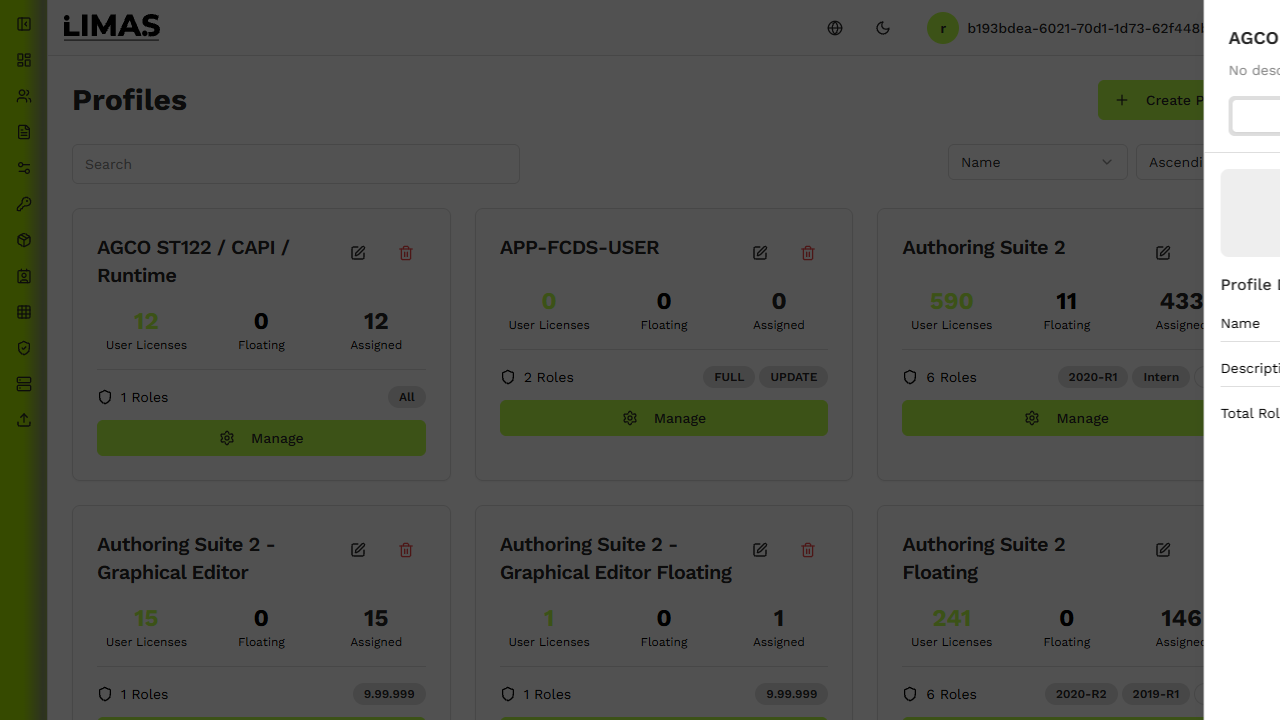 LIMAS
r b193bdea-6021-70d1-1d73-62f448
Profiles
Create P
Search
Name
Ascendi
AGCO ST122 / CAPI /
Runtime
12 0 12
User Licenses Floating Assigned
1 Roles All
Manage
APP-FCDS-USER
0 0 0
User Licenses Floating Assigned
2 Roles FULL UPDATE
Manage
Authoring Suite 2
590 11 433
User Licenses Floating Assigned
6 Roles 2020-R1 Intern
Manage
Authoring Suite 2 -
Graphical Editor
15 0 15
User Licenses Floating Assigned
1 Roles 9.99.999
Authoring Suite 2 -
Graphical Editor Floating
1 0 1
User Licenses Floating Assigned
1 Roles 9.99.999
Authoring Suite 2
Floating
241 0 146
User Licenses Floating Assigned
6 Roles 2020-R2 2019-R1
AGCO
No desc
Profile
Name
Descripti
Total Rol